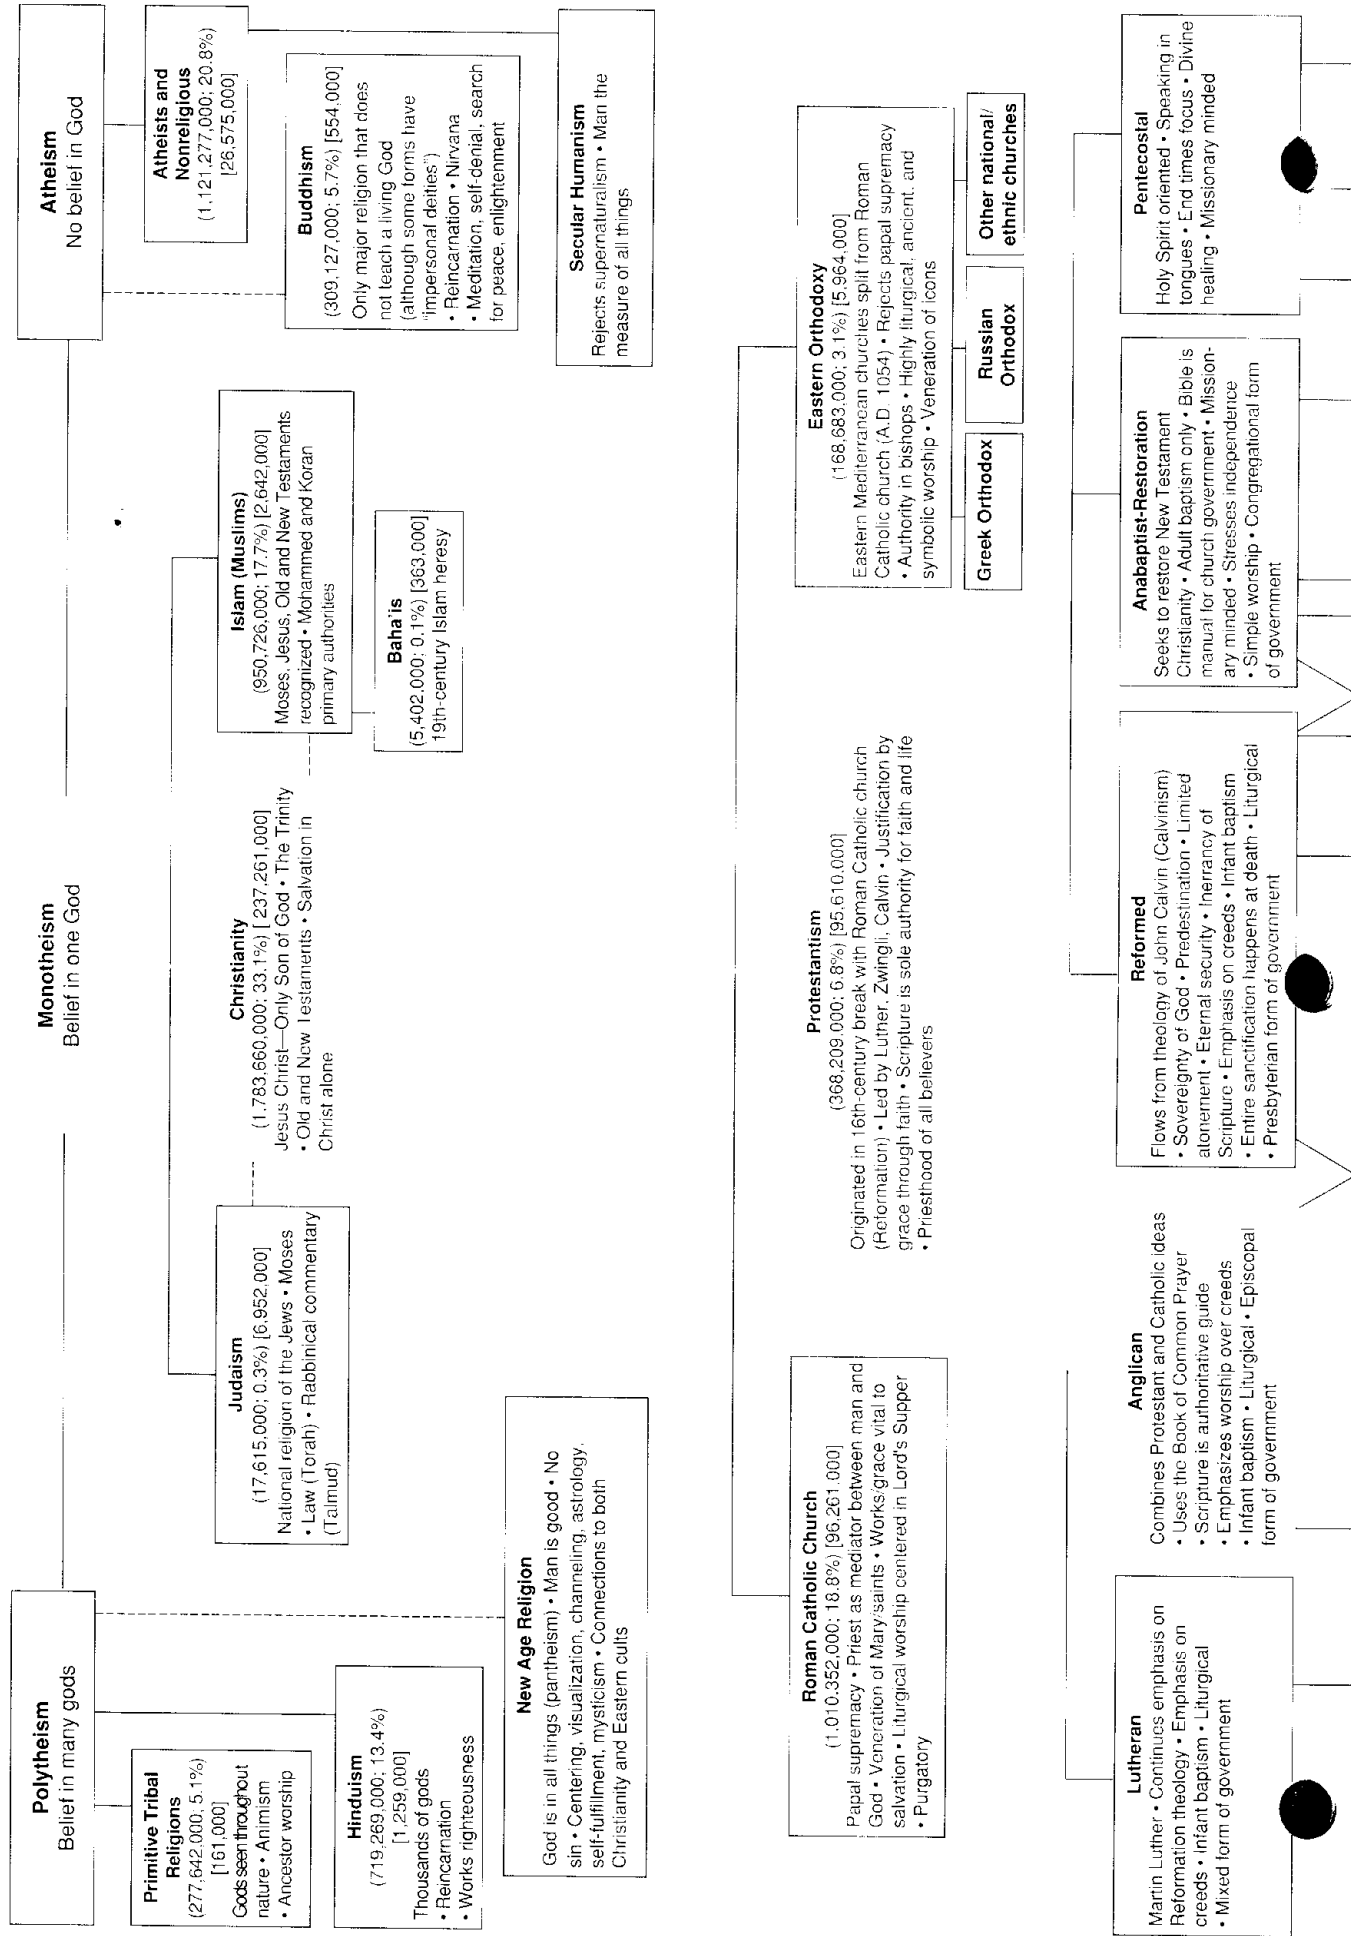 Polytheism
Belief in many gods
Monotheism
Belief in one God
Atheism
No belief in God
Primitive Tribal
Religions
(277,642,000; 5.1%)
[161,000]
Gods seen throughout
nature • Animism
• Ancestor worship
Hinduism
(719,269,000; 13.4%)
[1,259,000]
Thousands of gods
• Reincarnation
• Works righteousness
New Age Religion
God is in all things (pantheism) • Man is good • No
sin • Centering, visualization, channeling, astrology,
self-fulfillment, mysticism • Connections to both
Christianity and Eastern cults
Judaism
(17,615,000; 0.3%) [6,952,000]
National religion of the Jews • Moses
• Law (Torah) • Rabbinical commentary
(Talmud)
Christianity
(1,783,660,000; 33.1%) [237,261,000]
Jesus Christ—Only Son of God • The Trinity
• Old and New Testaments • Salvation in
Christ alone
Islam (Muslims)
(950,726,000; 17.7%) [2,642,000]
Moses, Jesus, Old and New Testaments
recognized • Mohammed and Koran
primary authorities
Baha'is
(5,402,000; 0.1%) [363,000]
19th-century Islam heresy
Atheists and
Nonreligious
(1,121,277,000; 20.8%)
[26,575,000]
Buddhism
(309,127,000; 5.7%) [554,000]
Only major religion that does
not teach a living God
(although some forms have
"impersonal deities")
• Reincarnation • Nirvana
• Meditation, self-denial, search
for peace, enlightenment
Secular Humanism
Rejects supernaturalism • Man the
measure of all things
Roman Catholic Church
(1,010,352,000; 18.8%) [96,261,000]
Papal supremacy • Priest as mediator between man and
God • Veneration of Mary/saints • Works/grace vital to
salvation • Liturgical worship centered in Lord's Supper
• Purgatory
Protestantism
(368,209,000; 6.8%) [95,610,000]
Originated in 16th-century break with Roman Catholic church
(Reformation) • Led by Luther, Zwingli, Calvin • Justification by
grace through faith • Scripture is sole authority for faith and life
• Priesthood of all believers
Eastern Orthodoxy
(168,683,000; 3.1%) [5,964,000]
Eastern Mediterranean churches split from Roman
Catholic church (A.D. 1054) • Rejects papal supremacy
• Authority in bishops • Highly liturgical, ancient, and
symbolic worship • Veneration of icons
Greek Orthodox
Russian
Orthodox
Other national/
ethnic churches
Lutheran
Martin Luther • Continues emphasis on
Reformation theology • Emphasis on
creeds • Infant baptism • Liturgical
• Mixed form of government
Anglican
Combines Protestant and Catholic ideas
• Uses the Book of Common Prayer
• Scripture is authoritative guide
• Emphasizes worship over creeds
• Infant baptism • Liturgical • Episcopal
form of government
Reformed
Flows from theology of John Calvin (Calvinism)
• Sovereignty of God • Predestination • Limited
atonement • Eternal security • Inerrancy of
Scripture • Emphasis on creeds • Infant baptism
• Entire sanctification happens at death • Liturgical
• Presbyterian form of government
Anabaptist-Restoration
Seeks to restore New Testament
Christianity • Adult baptism only • Bible is
manual for church government • Mission-
ary minded • Stresses independence
• Simple worship • Congregational form
of government
Pentecostal
Holy Spirit oriented • Speaking in
tongues • End times focus • Divine
healing • Missionary minded